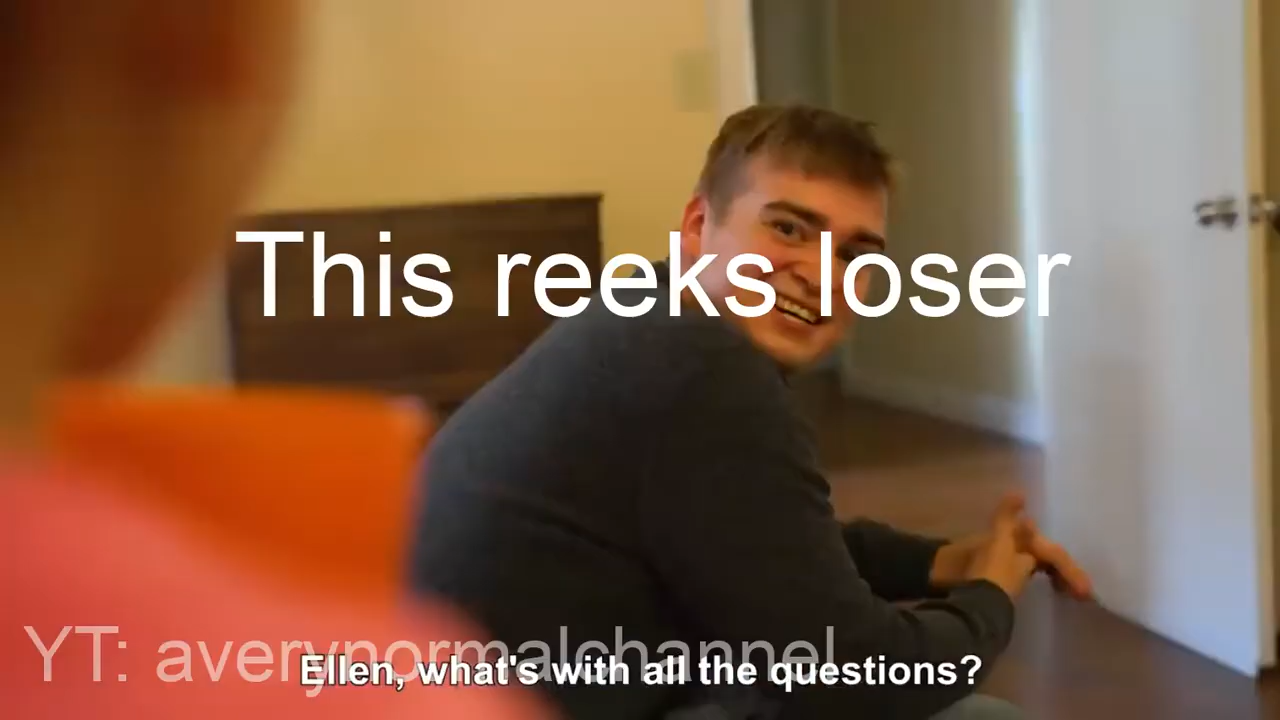 This reeks loser
YT: averynormalchannel
Ellen, what's with all the questions?